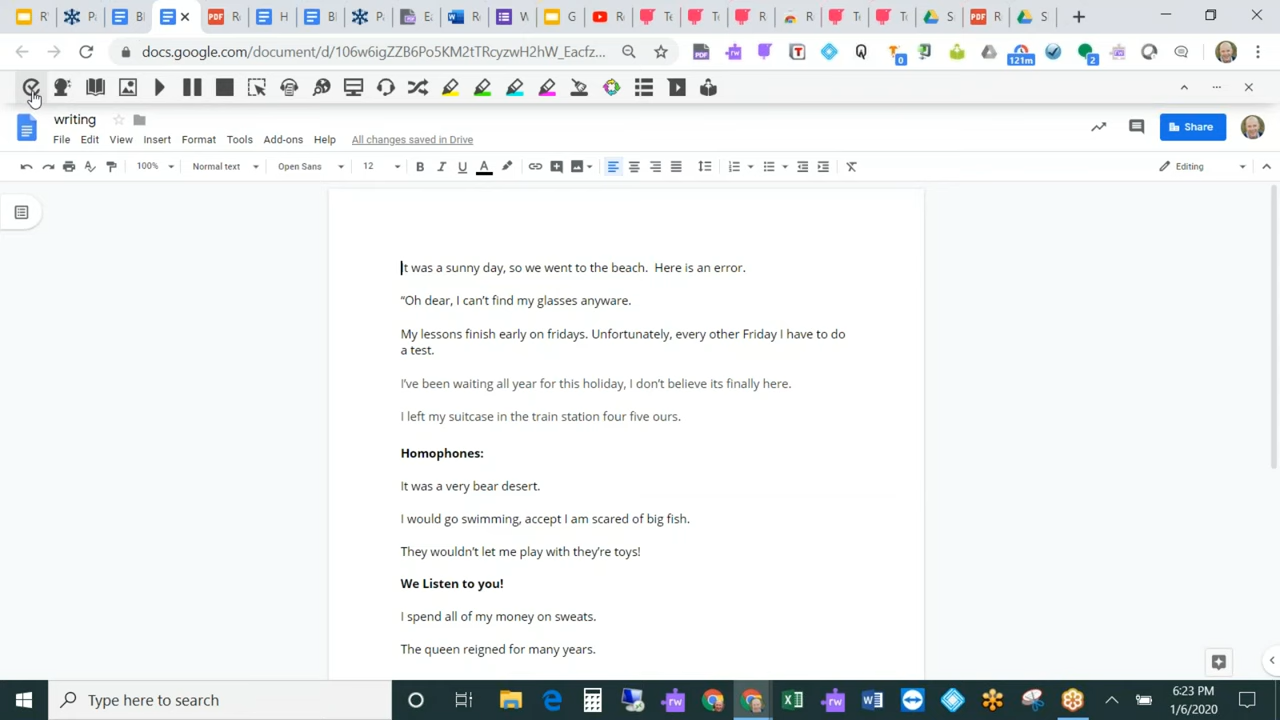 docs.google.com/document/d/106w6igZZB6Po5KM2tTRcyzwH2hW_Eacfz...
0
121m
2
writing
File Edit View Insert Format Tools Add-ons Help All changes saved in Drive
Share
100% Normal text Open Sans 12 B I U A Editing
It was a sunny day, so we went to the beach.  Here is an error.
“Oh dear, I can’t find my glasses anyware.
My lessons finish early on fridays. Unfortunately, every other Friday I have to do
a test.
I’ve been waiting all year for this holiday, I don’t believe its finally here.
I left my suitcase in the train station four five ours.
Homophones:
It was a very bear desert.
I would go swimming, accept I am scared of big fish.
They wouldn’t let me play with they’re toys!
We Listen to you!
I spend all of my money on sweats.
The queen reigned for many years.
Type here to search
6:23 PM
1/6/2020